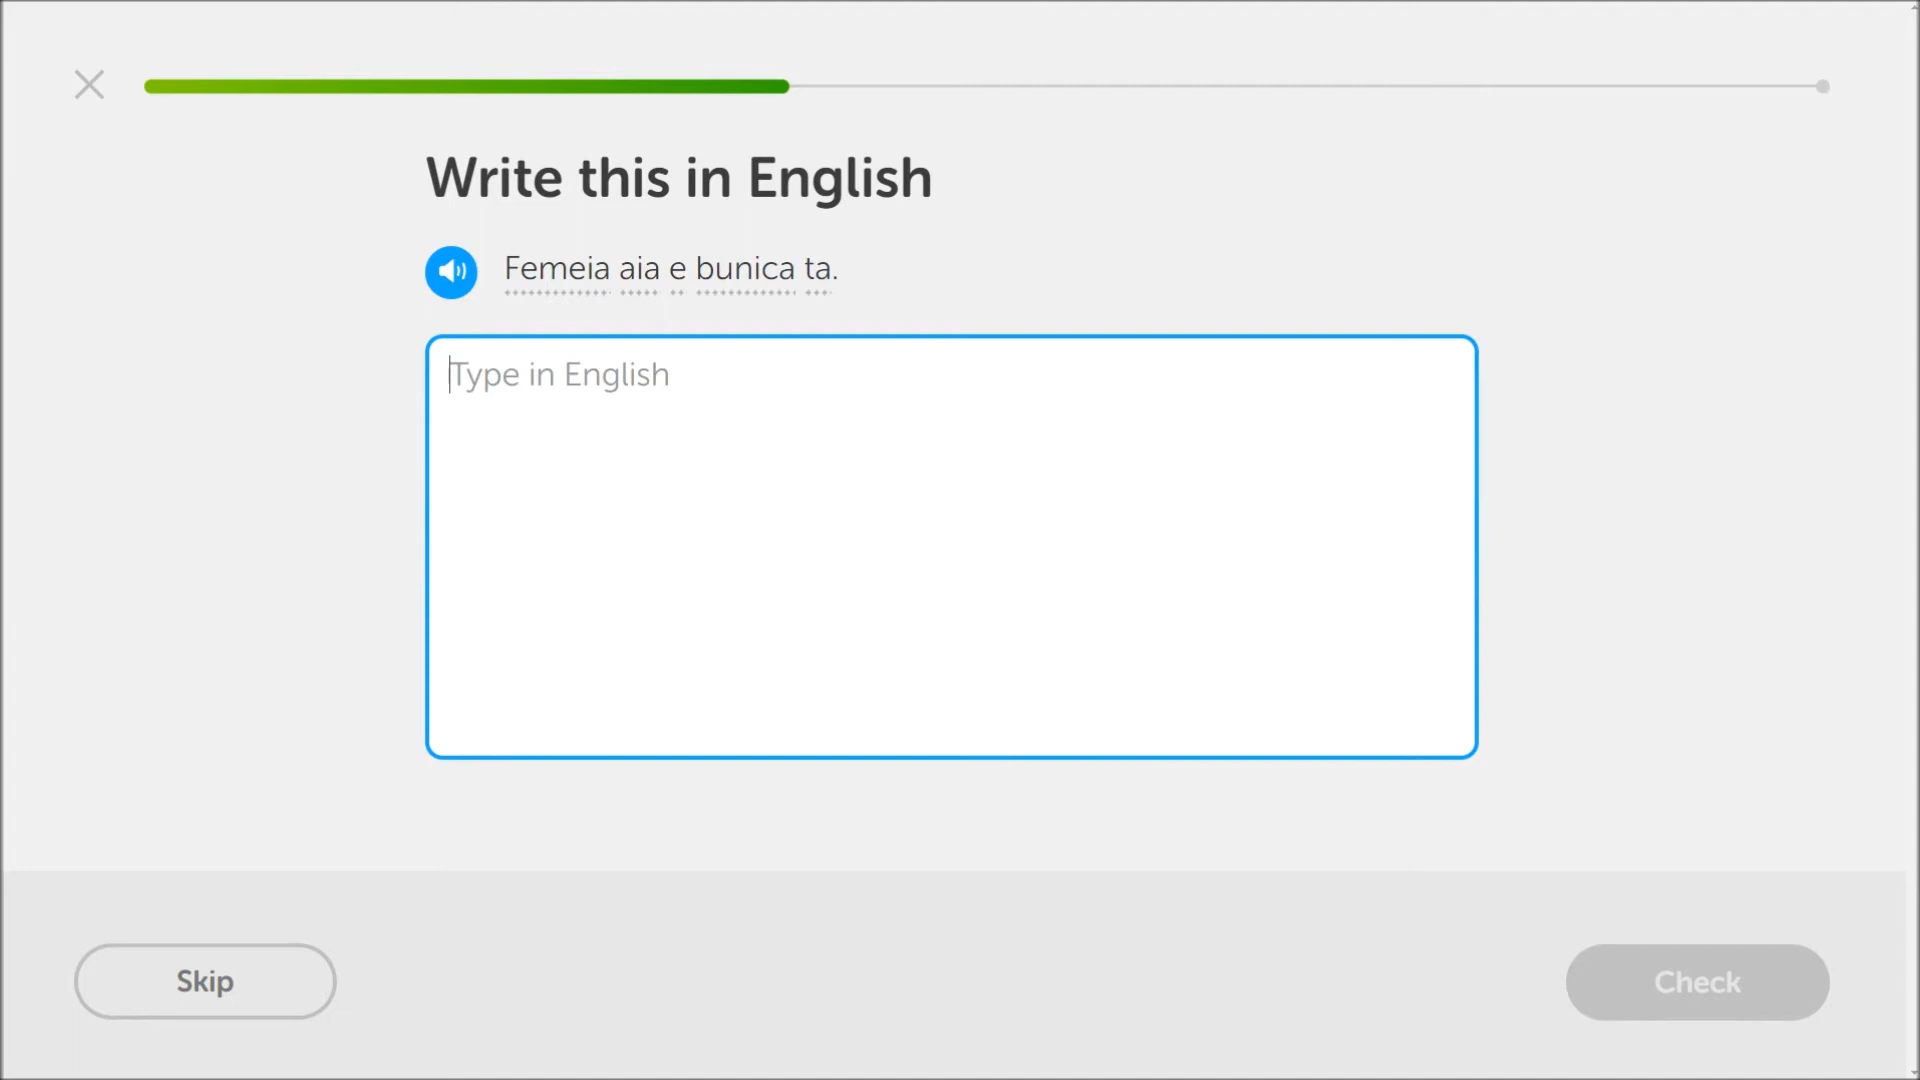 Write this in English
Femeia aia e bunica ta.
Type in English
Skip
Check